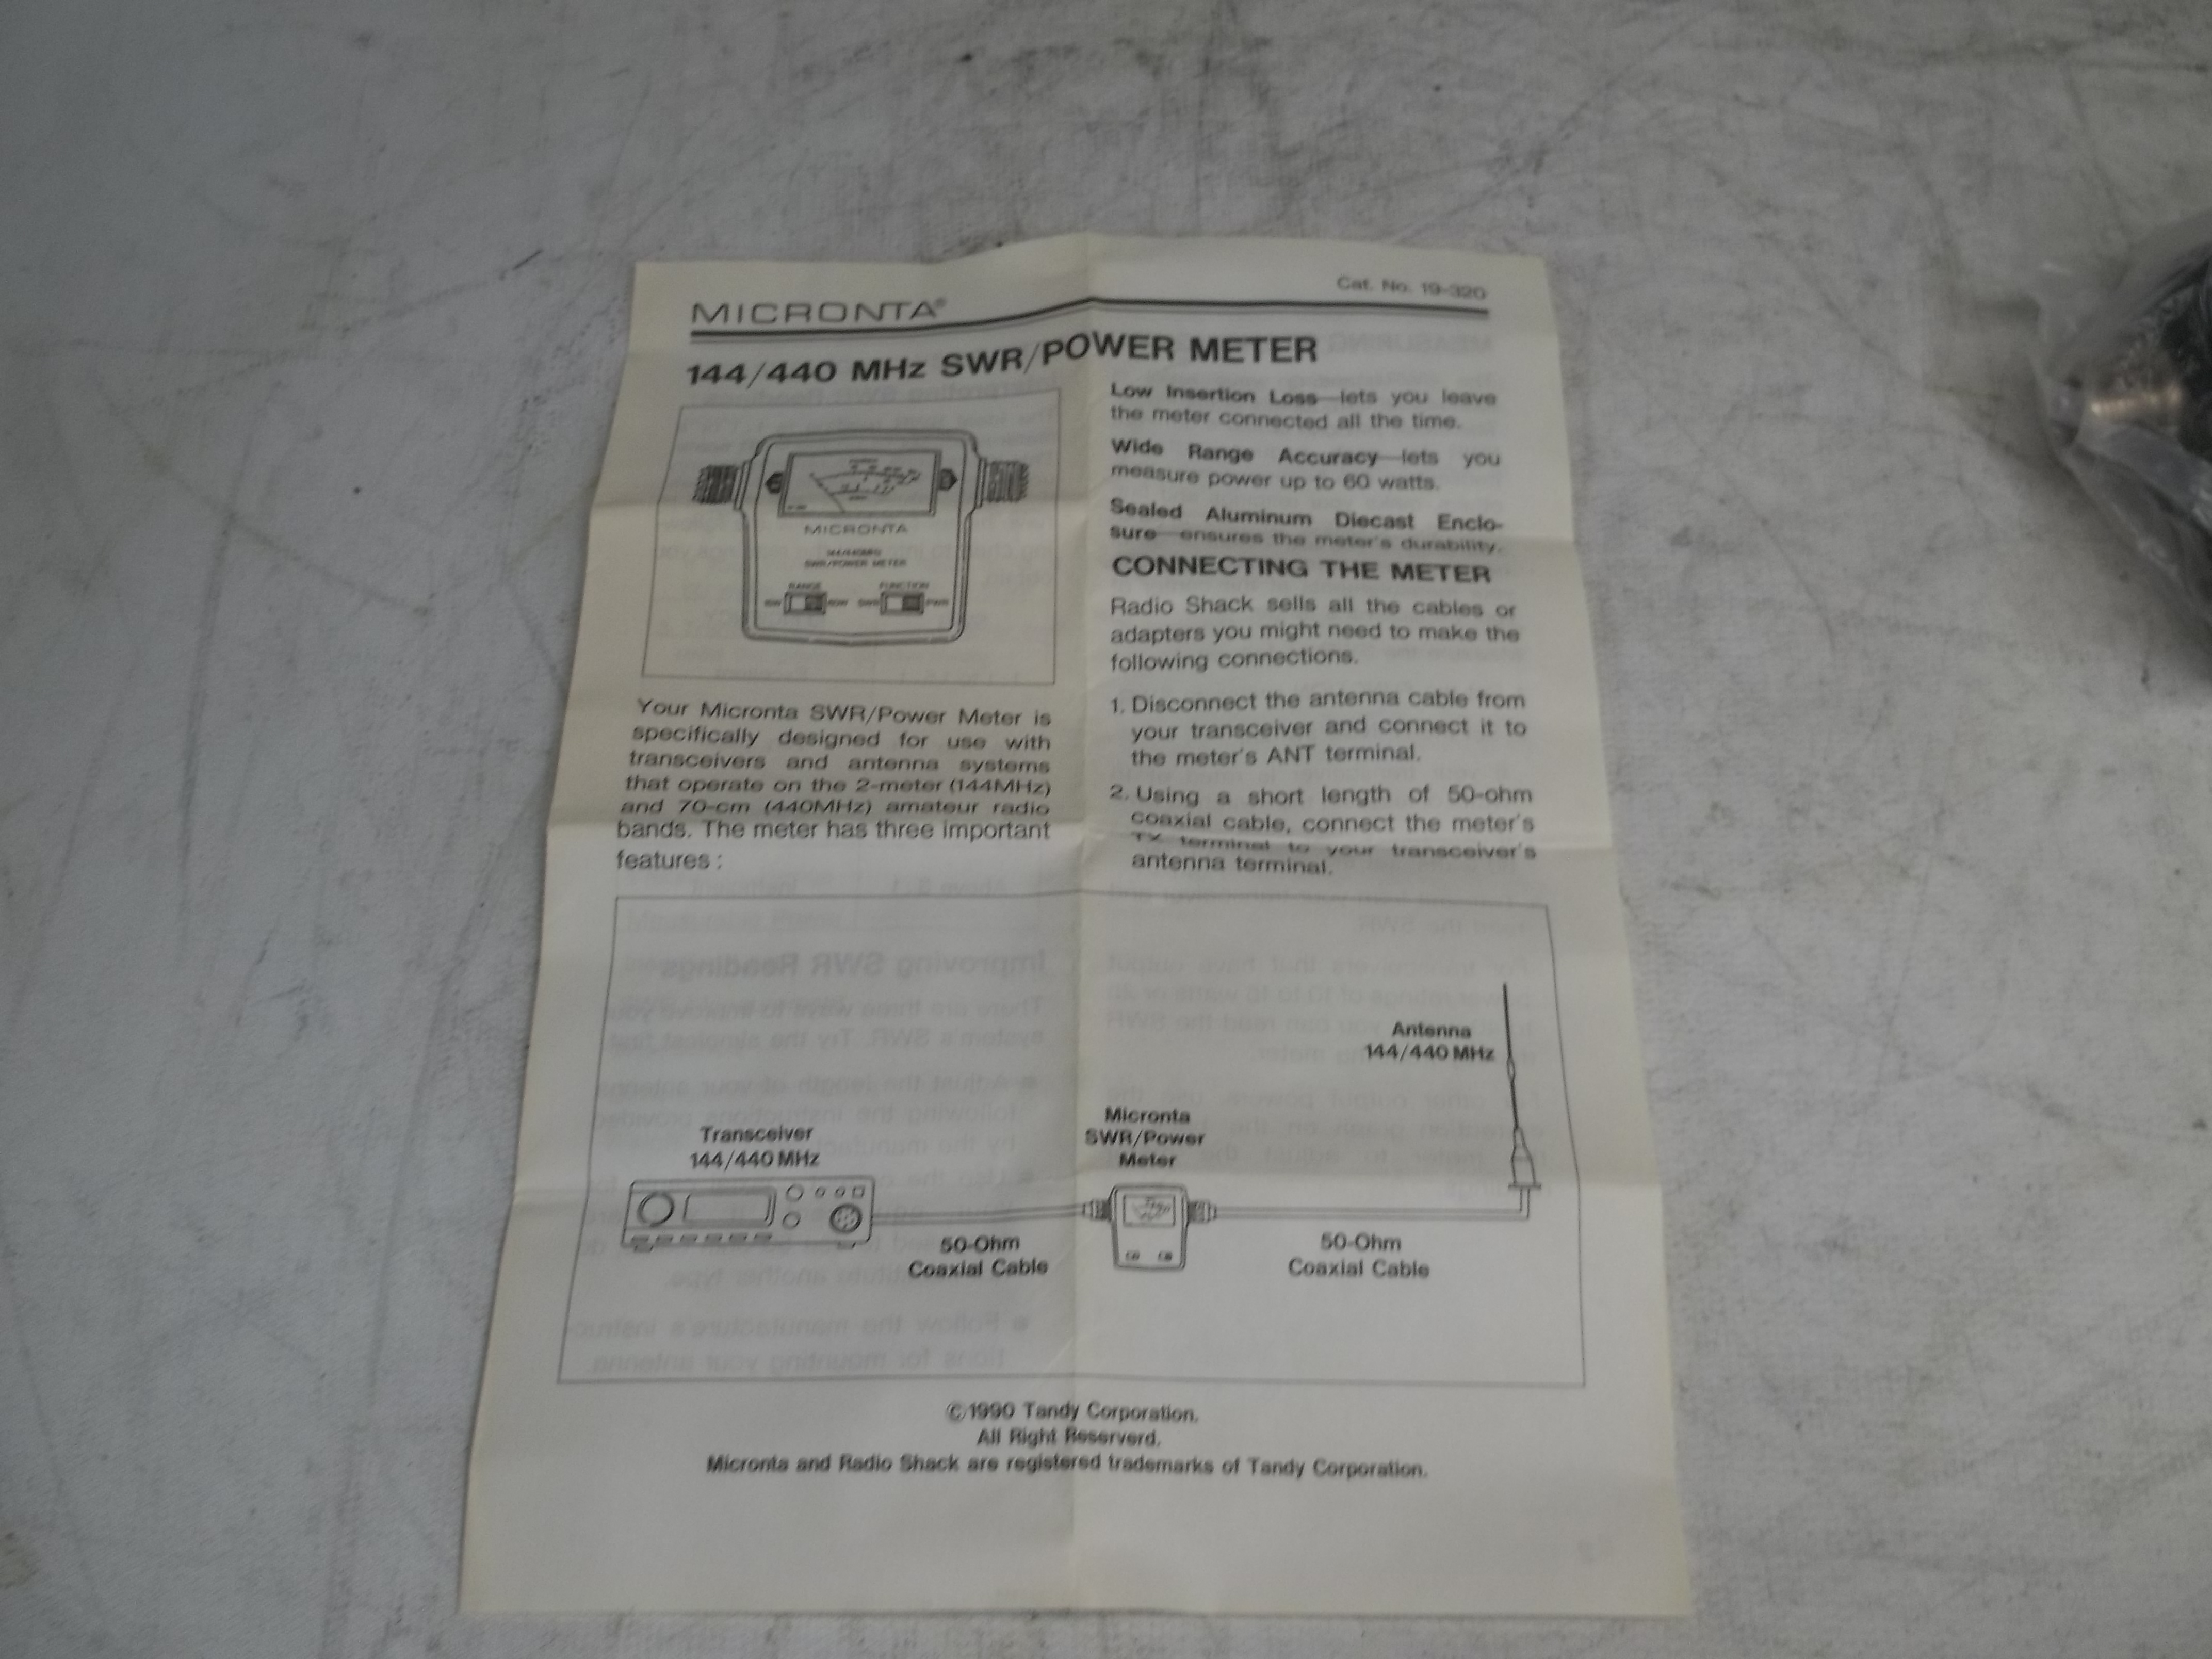 Cat. No. 19-320
MICRONTA®
144/440 MHz SWR/POWER METER
MICRONTA
144/440MHz
SWR/POWER METER
RANGE FUNCTION
60W SWR PWR
Your Micronta SWR/Power Meter is
specifically designed for use with
transceivers and antenna systems
that operate on the 2-meter (144MHz)
and 70-cm (440MHz) amateur radio
bands. The meter has three important
features :
Low Insertion Loss—lets you leave
the meter connected all the time.
Wide Range Accuracy—lets you
measure power up to 60 watts.
Sealed Aluminum Diecast Enclo-
sure—ensures the meter's durability.
CONNECTING THE METER
Radio Shack sells all the cables or
adapters you might need to make the
following connections.
1. Disconnect the antenna cable from
your transceiver and connect it to
the meter's ANT terminal.
2. Using a short length of 50-ohm
coaxial cable, connect the meter's
TX terminal to your transceiver's
antenna terminal.
Antenna
144/440 MHz
Micronta
SWR/Power
Meter
Transceiver
144/440 MHz
50-Ohm
Coaxial Cable
50-Ohm
Coaxial Cable
©1990 Tandy Corporation.
All Right Reserverd.
Micronta and Radio Shack are registered trademarks of Tandy Corporation.